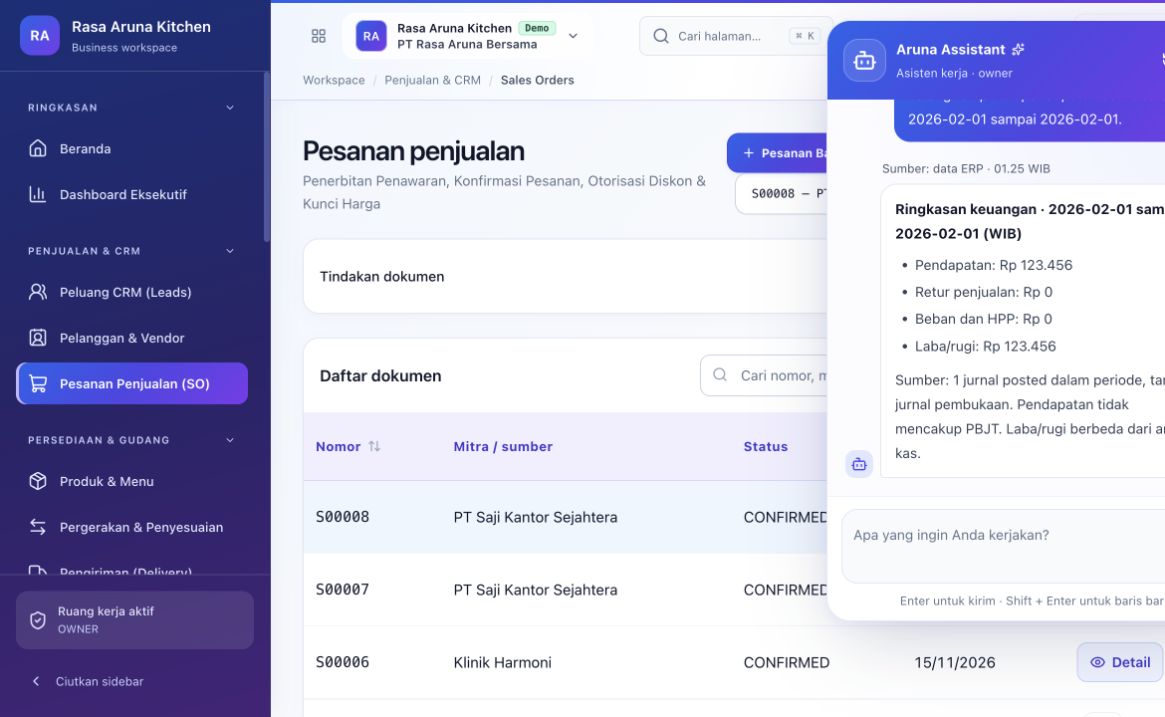 RA
Rasa Aruna Kitchen
Business workspace
RINGKASAN
Beranda
Dashboard Eksekutif
PENJUALAN & CRM
Peluang CRM (Leads)
Pelanggan & Vendor
Pesanan Penjualan (SO)
PERSEDIAAN & GUDANG
Produk & Menu
Pergerakan & Penyesuaian
Pengiriman (Delivery)
Ruang kerja aktif
OWNER
Ciutkan sidebar
RA
Rasa Aruna Kitchen Demo
PT Rasa Aruna Bersama
Cari halaman... ⌘ K
Workspace / Penjualan & CRM / Sales Orders
Pesanan penjualan
Penerbitan Penawaran, Konfirmasi Pesanan, Otorisasi Diskon &
Kunci Harga
+ Pesanan
S00008 —
Tindakan dokumen
Daftar dokumen
Cari nomor,
Nomor Mitra / sumber Status
S00008 PT Saji Kantor Sejahtera CONFIRMED
S00007 PT Saji Kantor Sejahtera CONFIRMED
S00006 Klinik Harmoni CONFIRMED 15/11/2026 Detail
Aruna Assistant
Asisten kerja · owner
2026-02-01 sampai 2026-02-01.
Sumber: data ERP · 01.25 WIB
Ringkasan keuangan · 2026-02-01 sam
2026-02-01 (WIB)
• Pendapatan: Rp 123.456
• Retur penjualan: Rp 0
• Beban dan HPP: Rp 0
• Laba/rugi: Rp 123.456
Sumber: 1 jurnal posted dalam periode,
jurnal pembukaan. Pendapatan tidak
mencakup PBJT. Laba/rugi berbeda dari
kas.
Apa yang ingin Anda kerjakan?
Enter untuk kirim · Shift + Enter untuk baris bar